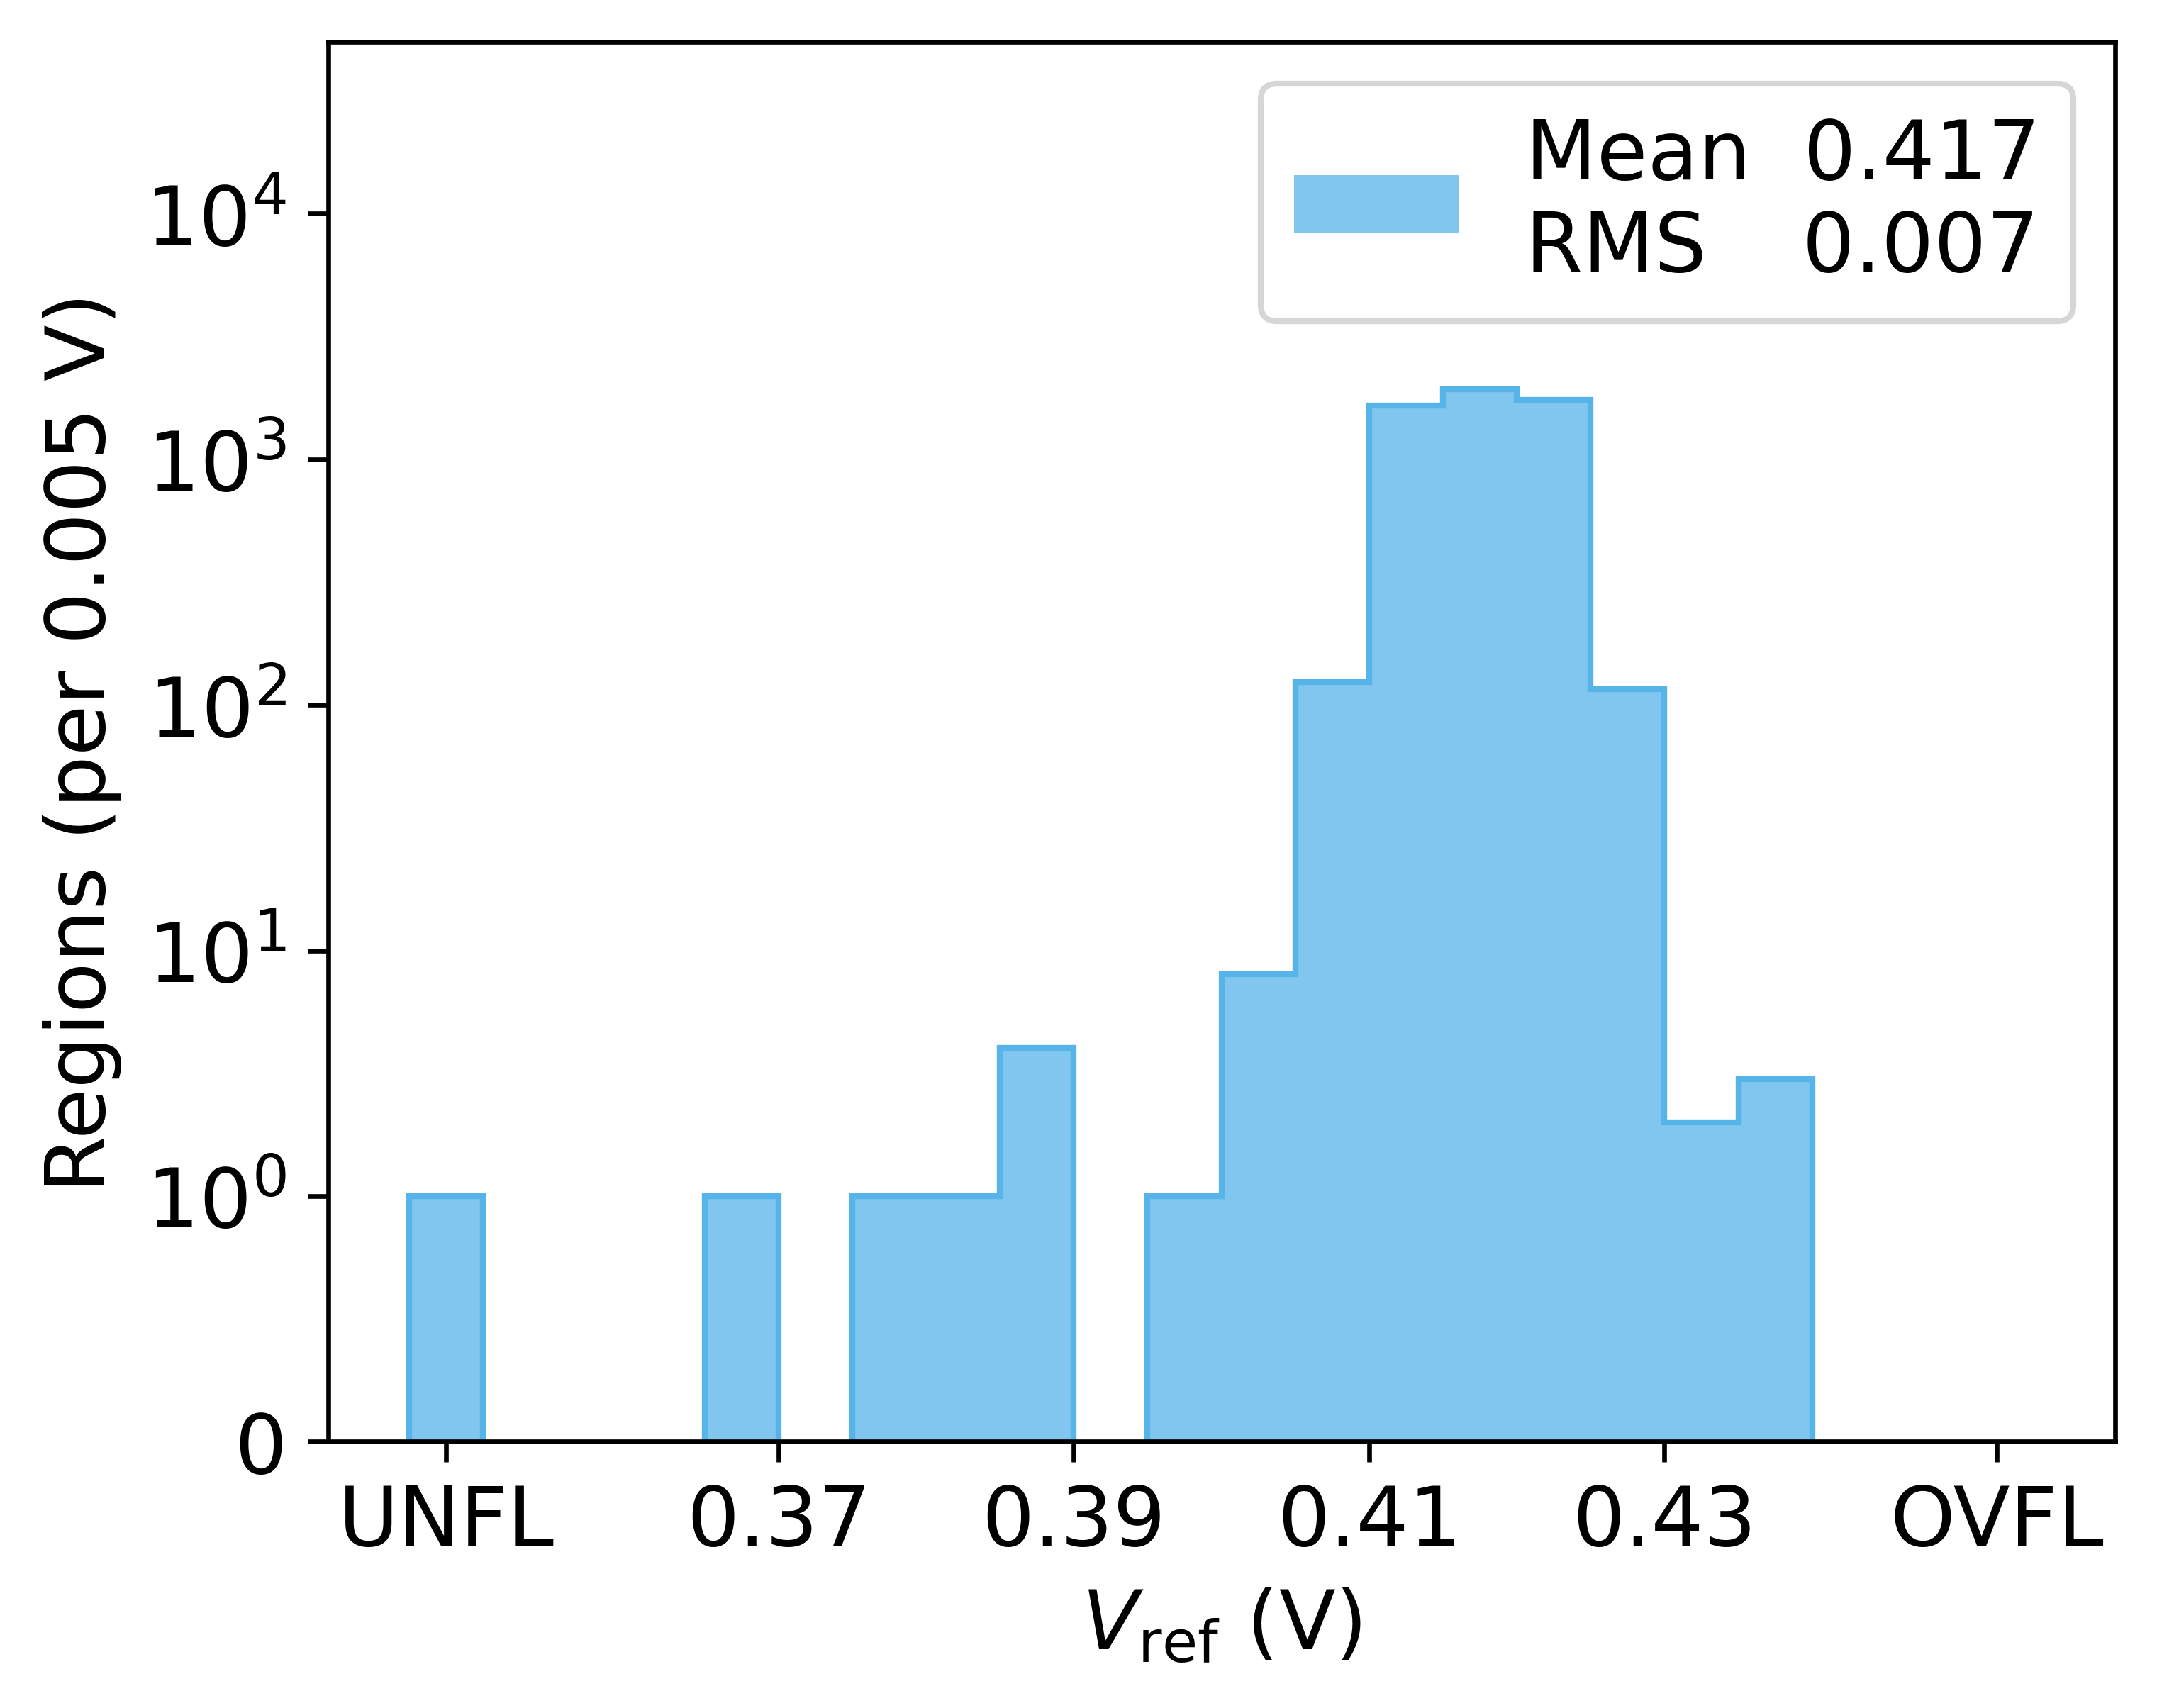 Mean 0.417
RMS 0.007
Regions (per 0.005 V)
10^4
10^3
10^2
10^1
10^0
0
UNFL 0.37 0.39 0.41 0.43 OVFL
V_ref (V)